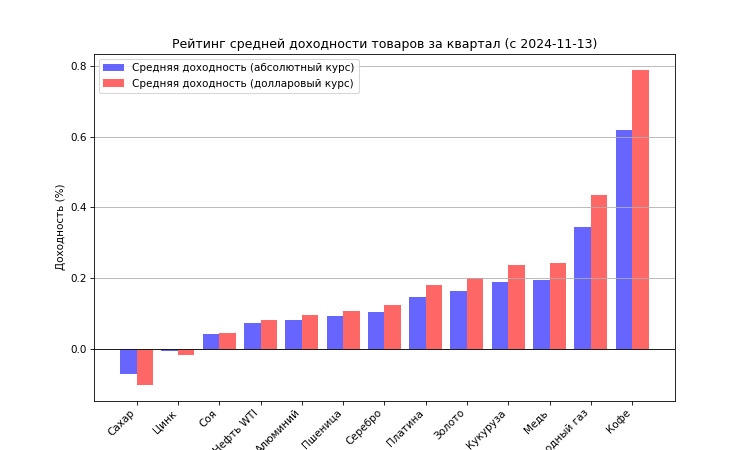 Рейтинг средней доходности товаров за квартал (с 2024-11-13)
Средняя доходность (абсолютный курс)
Средняя доходность (долларовый курс)
Доходность (%)
0.8
0.6
0.4
0.2
0.0
Сахар
Цинк
Соя
Нефть WTI
Алюминий
Пшеница
Серебро
Платина
Золото
Кукуруза
Медь
газ
Кофе